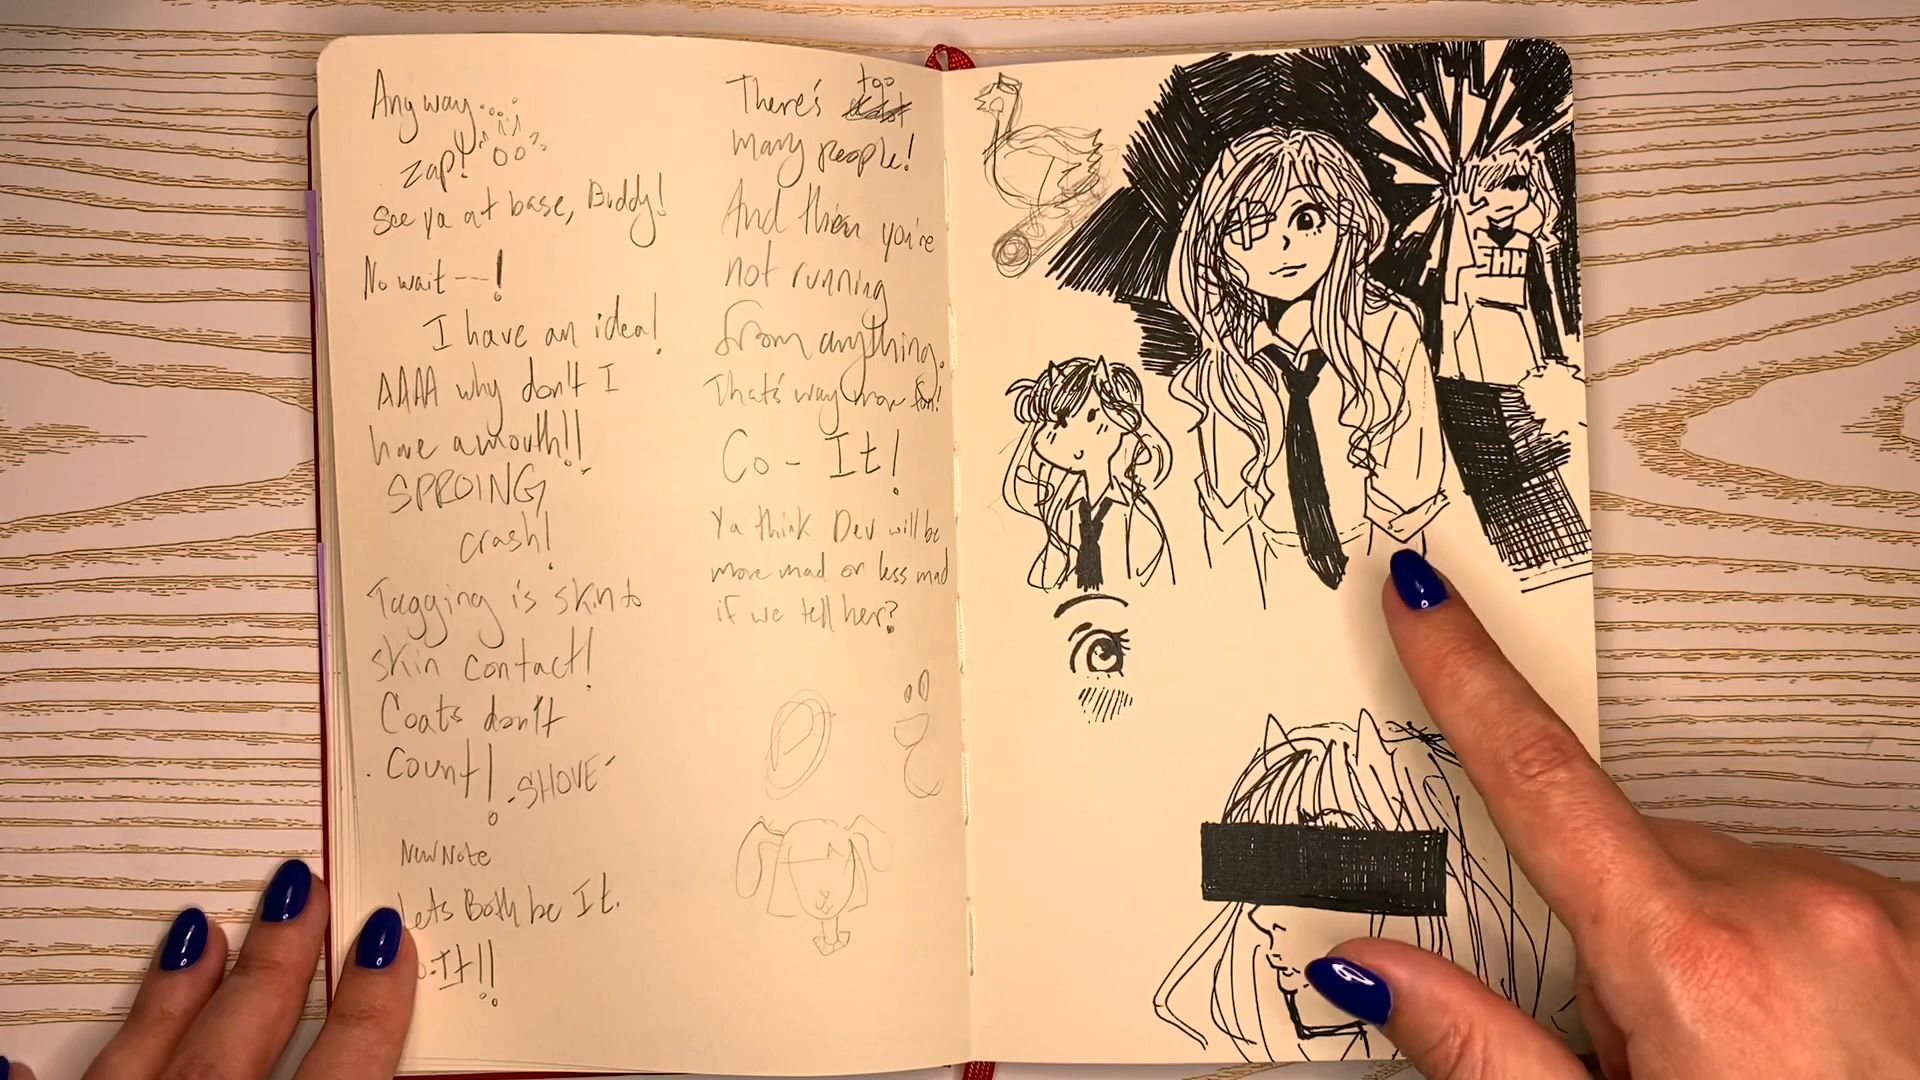 Any way...
zap!
See ya at base, Buddy!
No wait ---!
I have an idea!
AAAA why don't I
have a mouth!!
SPROING
crash!
Tagging is skin to
skin contact!
Coats don't
Count!
-SHOVE-
New Note
Lets Both be It.
o-It!!
There's too
many people!
And then you're
not running
from anything.
That's way more fun!
Co-It!
Ya think Dev will be
more mad or less mad
if we tell her?
SHH